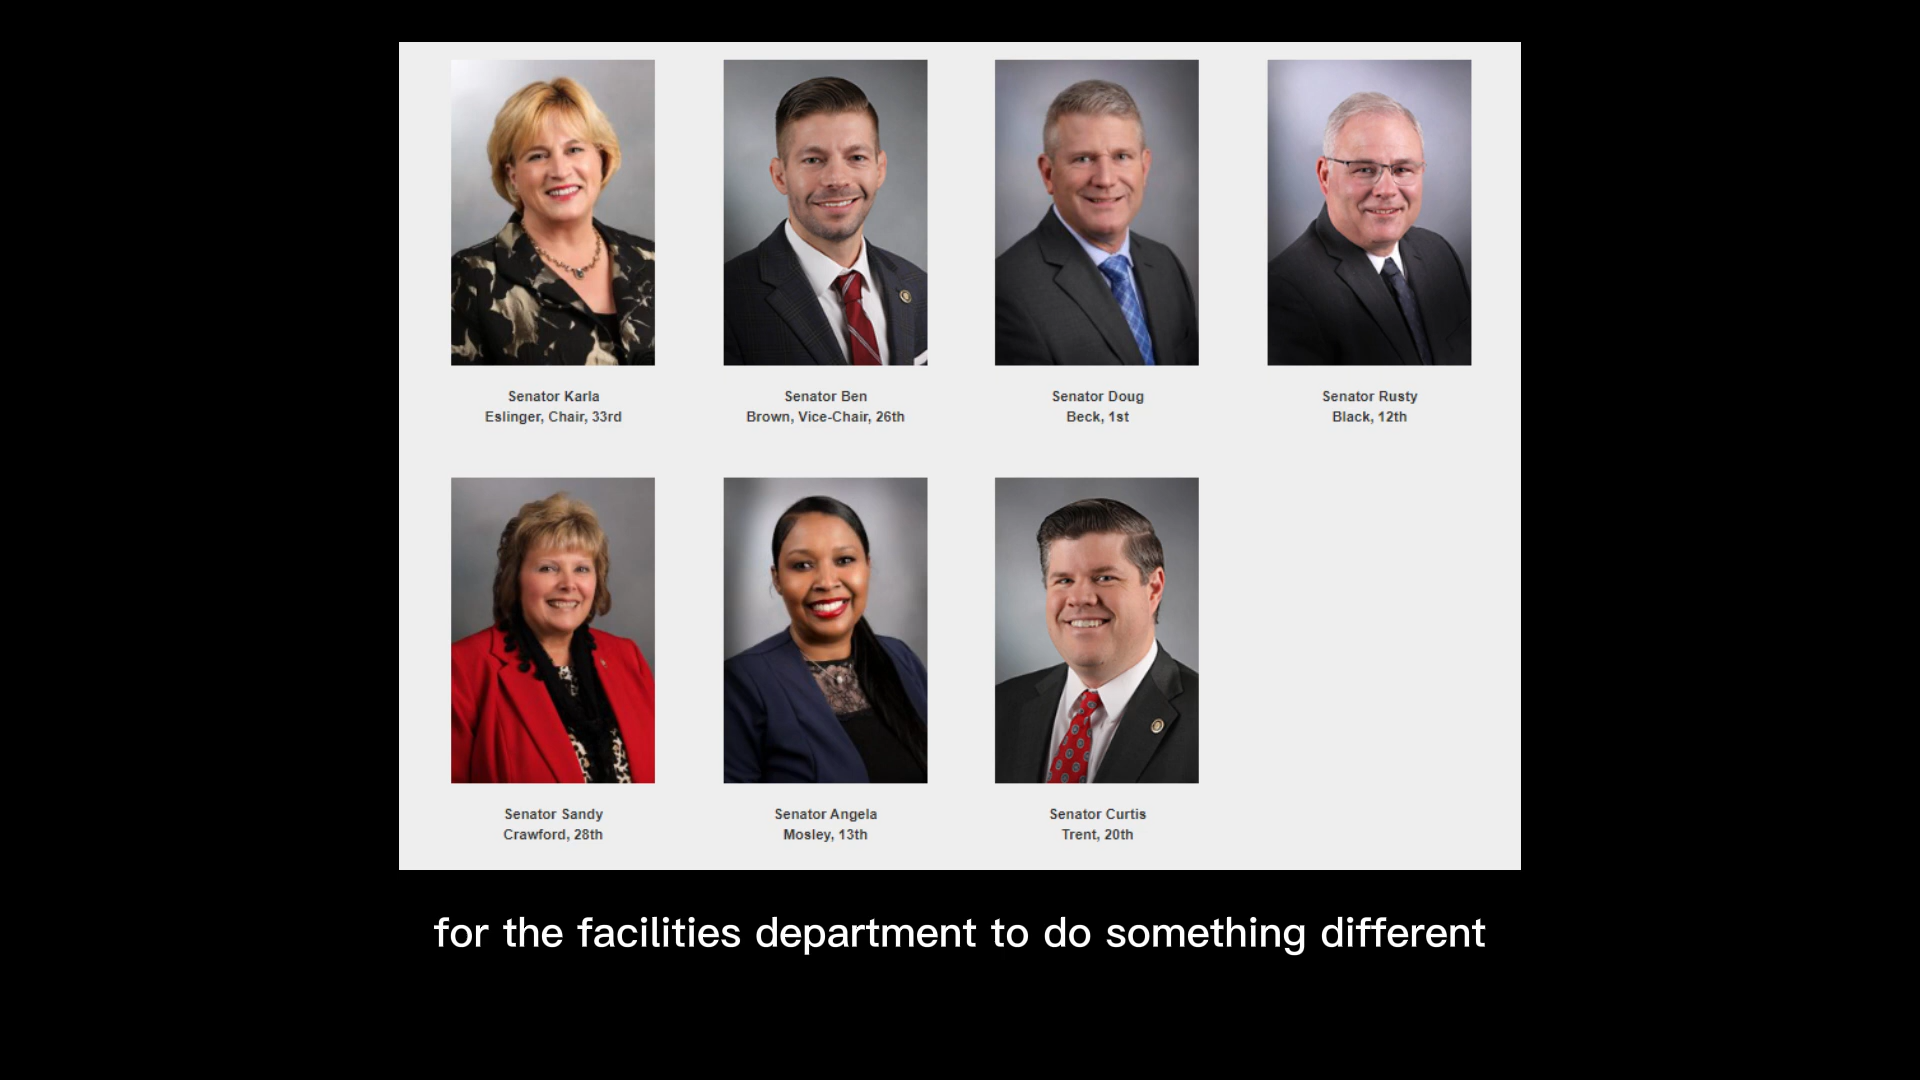 Senator Karla
Eslinger, Chair, 33rd
Senator Ben
Brown, Vice-Chair, 26th
Senator Doug
Beck, 1st
Senator Rusty
Black, 12th
Senator Sandy
Crawford, 28th
Senator Angela
Mosley, 13th
Senator Curtis
Trent, 20th
for the facilities department to do something different